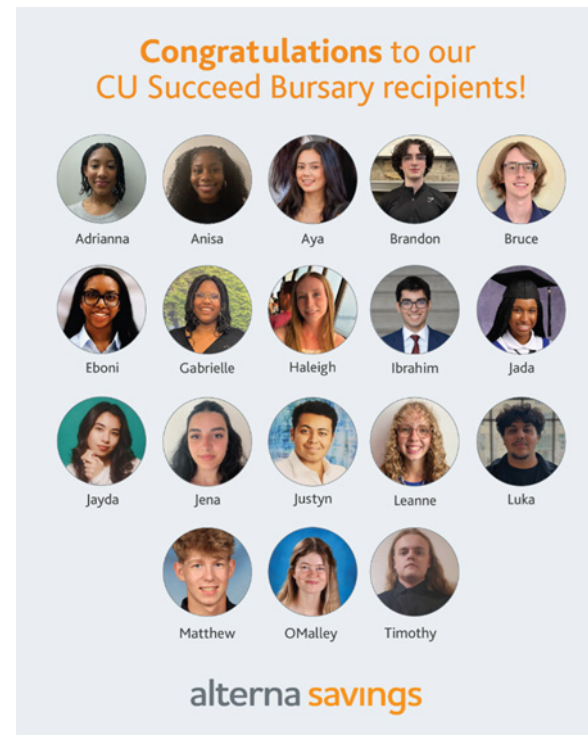 Congratulations to our
CU Succeed Bursary recipients!
Adrianna Anisa Aya Brandon Bruce
Eboni Gabrielle Haleigh Ibrahim Jada
Jayda Jena Justyn Leanne Luka
Matthew OMalley Timothy
alterna savings